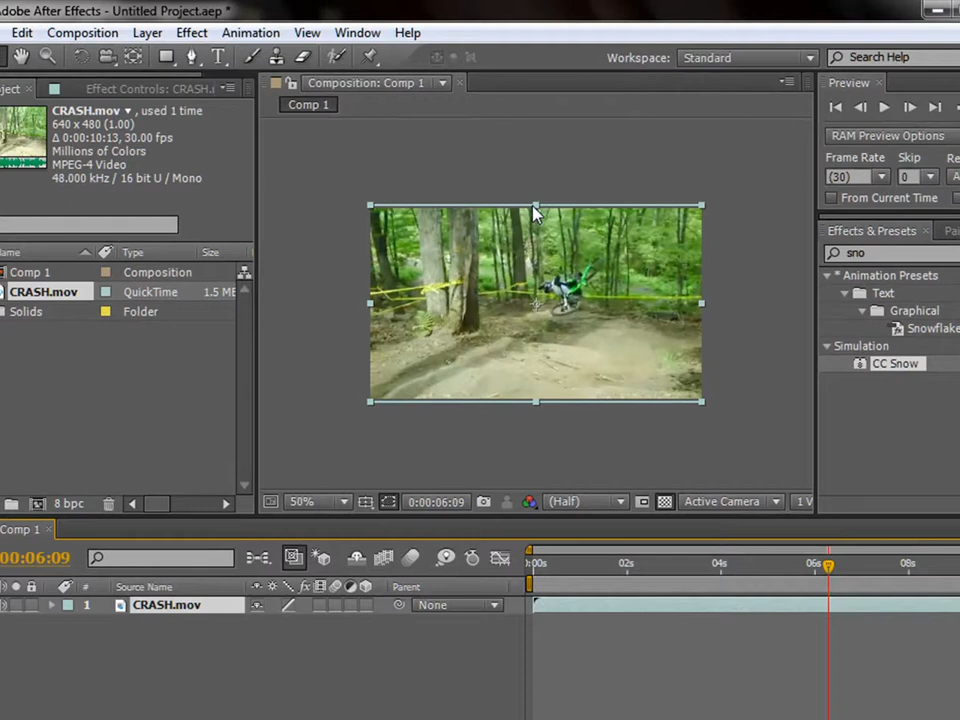 Adobe After Effects - Untitled Project.aep *
Edit Composition Layer Effect Animation View Window Help
Workspace: Standard Search Help
Effect Controls: CRASH.
Composition: Comp 1
Preview
CRASH.mov ▼, used 1 time
640 x 480 (1.00)
Δ 0:00:10:13, 30.00 fps
Millions of Colors
MPEG-4 Video
48.000 kHz / 16 bit U / Mono
Comp 1
RAM Preview Options
Frame Rate Skip
(30) 0
From Current Time
Effects & Presets
sno
* Animation Presets
Text
Graphical
Snowflake
Simulation
CC Snow
Type Size
Comp 1 Composition
CRASH.mov QuickTime 1.5 M
Solids Folder
8 bpc
50% 0:00:06:09 (Half) Active Camera 1 V
Comp 1
:00:06:09
:00s 02s 04s 06s 08s
# Source Name Parent
1 CRASH.mov None